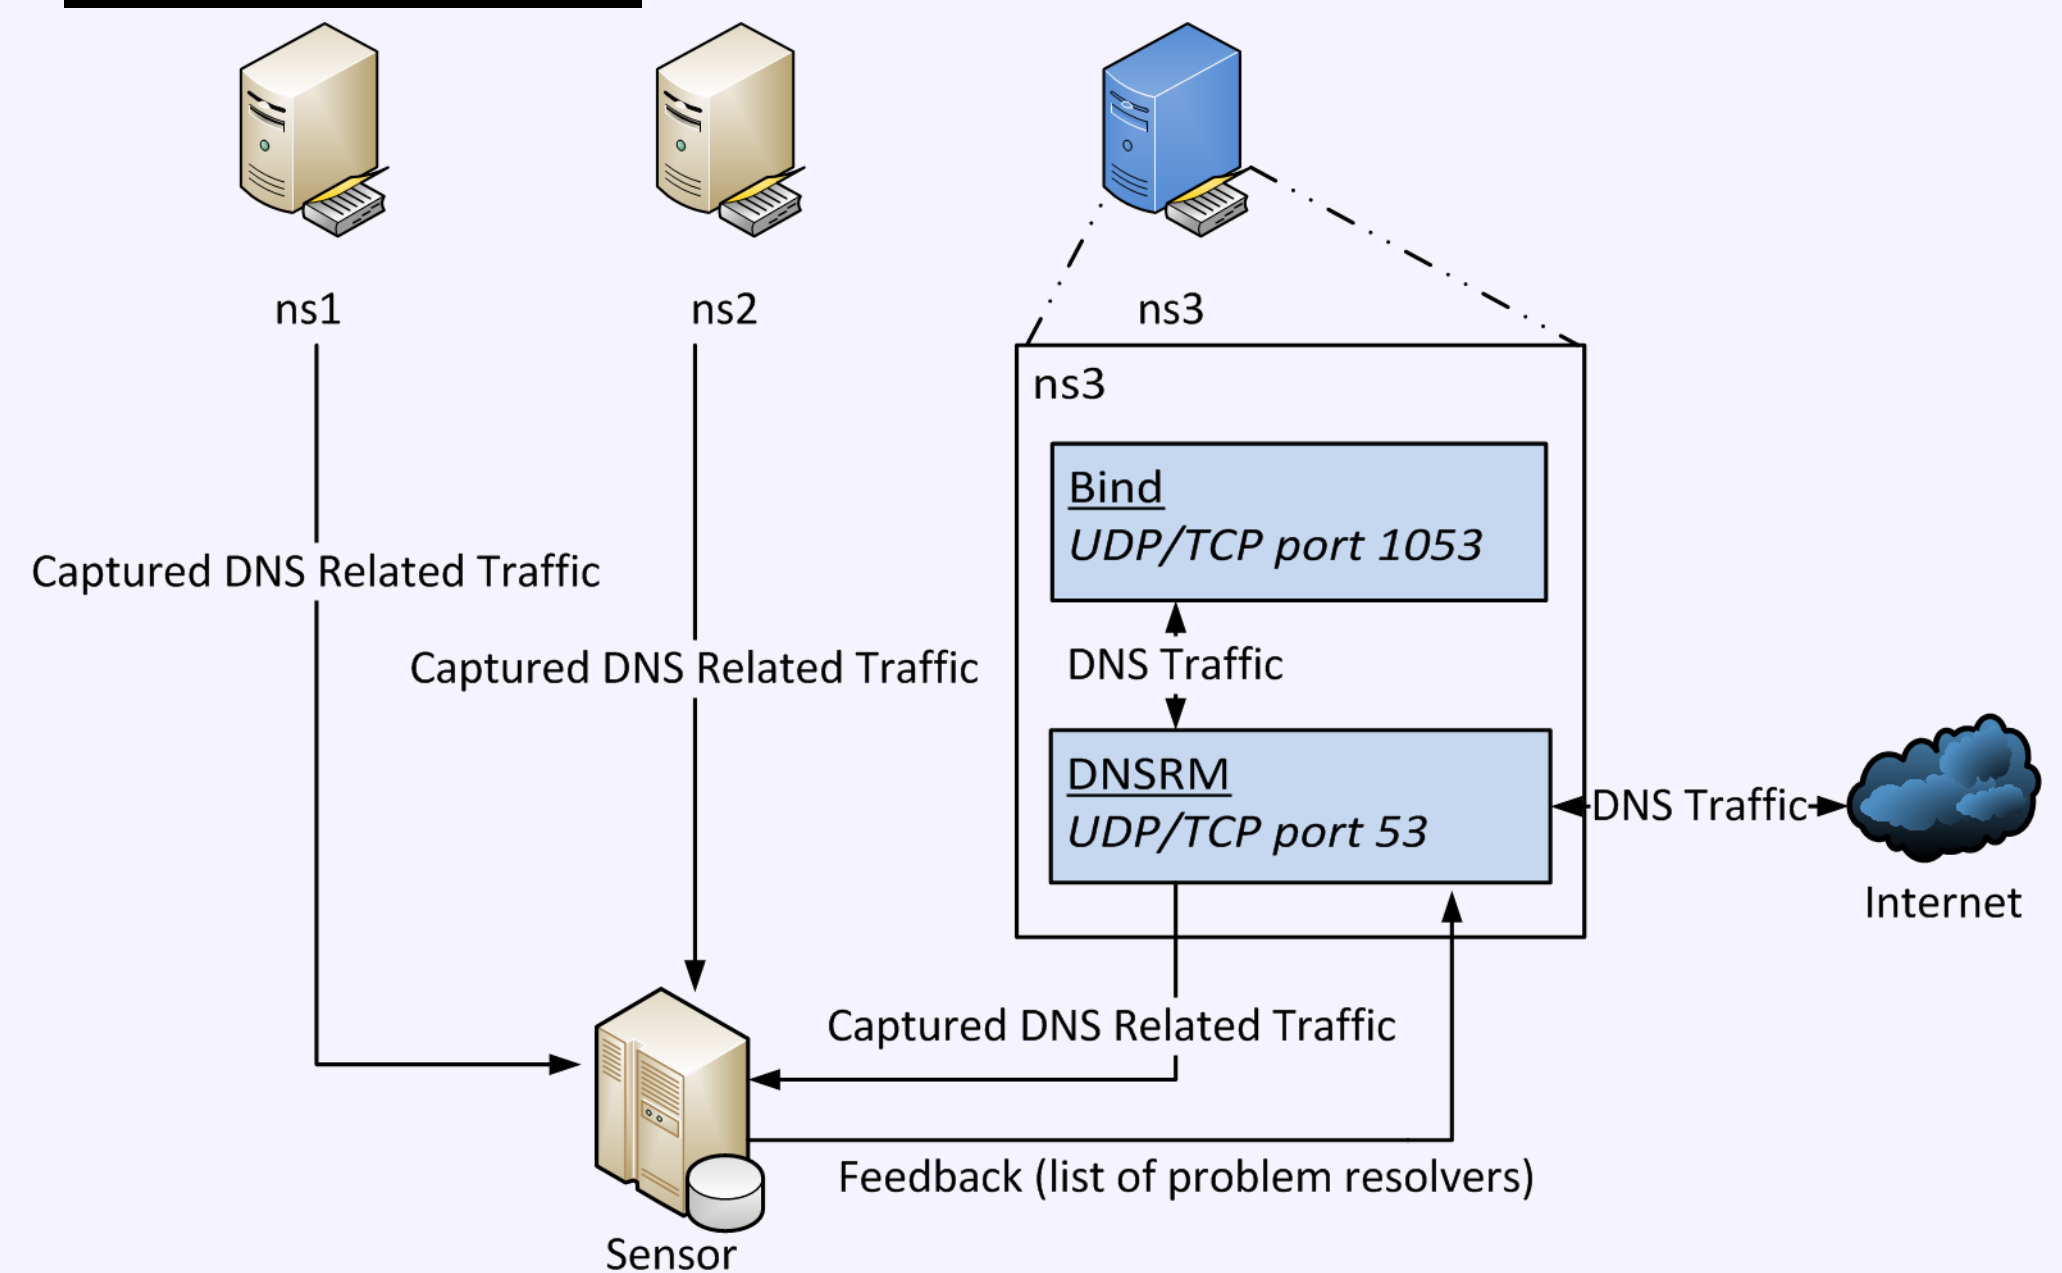 ns1
ns2
ns3
ns3
Bind
UDP/TCP port 1053
Captured DNS Related Traffic
Captured DNS Related Traffic
DNS Traffic
DNSRM
UDP/TCP port 53
DNS Traffic
Internet
Captured DNS Related Traffic
Feedback (list of problem resolvers)
Sensor